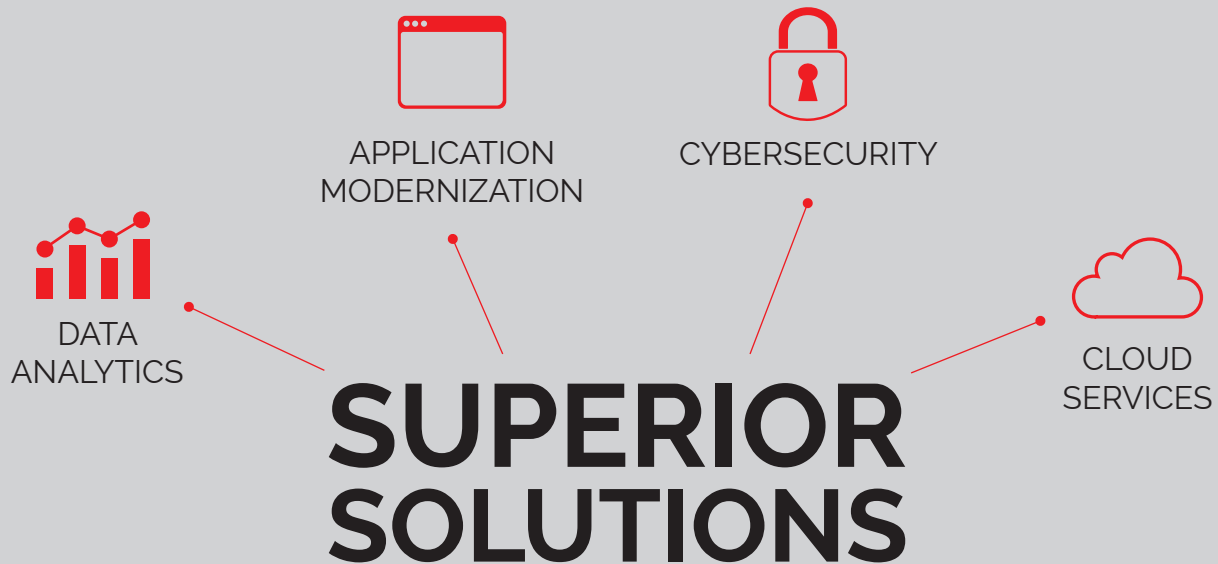 APPLICATION
MODERNIZATION
CYBERSECURITY
DATA
ANALYTICS
CLOUD
SERVICES
SUPERIOR
SOLUTIONS